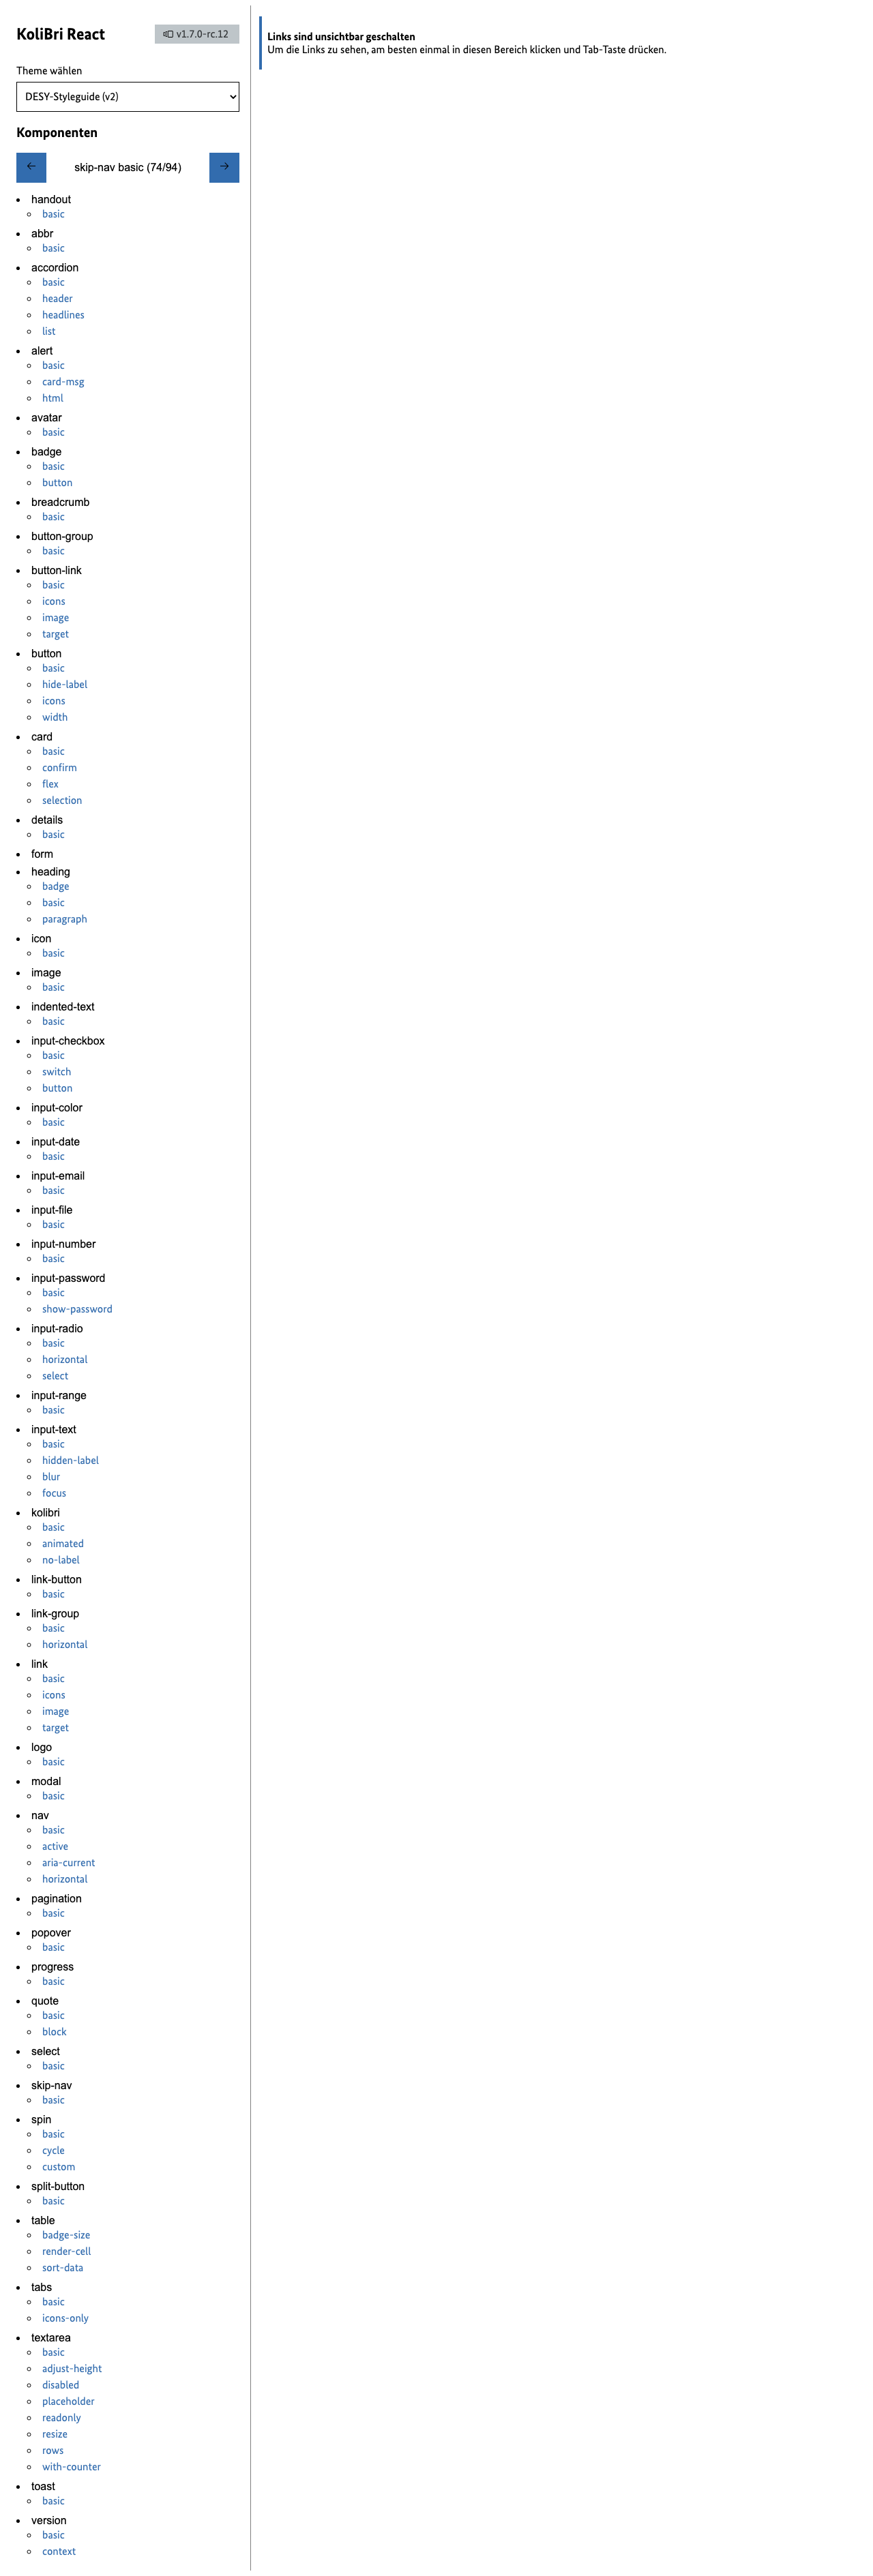 KoliBri React
v1.7.0-rc.12
Theme wählen
DESY-Styleguide (v2)
Komponenten
← skip-nav basic (74/94) →
handout
basic
abbr
basic
accordion
basic
header
headlines
list
alert
basic
card-msg
html
avatar
basic
badge
basic
button
breadcrumb
basic
button-group
basic
button-link
basic
icons
image
target
button
basic
hide-label
icons
width
card
basic
confirm
flex
selection
details
basic
form
heading
badge
basic
paragraph
icon
basic
image
basic
indented-text
basic
input-checkbox
basic
switch
button
input-color
basic
input-date
basic
input-email
basic
input-file
basic
input-number
basic
input-password
basic
show-password
input-radio
basic
horizontal
select
input-range
basic
input-text
basic
hidden-label
blur
focus
kolibri
basic
animated
no-label
link-button
basic
link-group
basic
horizontal
link
basic
icons
image
target
logo
basic
modal
basic
nav
basic
active
aria-current
horizontal
pagination
basic
popover
basic
progress
basic
quote
basic
block
select
basic
skip-nav
basic
spin
basic
cycle
custom
split-button
basic
table
badge-size
render-cell
sort-data
tabs
basic
icons-only
textarea
basic
adjust-height
disabled
placeholder
readonly
resize
rows
with-counter
toast
basic
version
basic
context
Links sind unsichtbar geschalten
Um die Links zu sehen, am besten einmal in diesen Bereich klicken und Tab-Taste drücken.